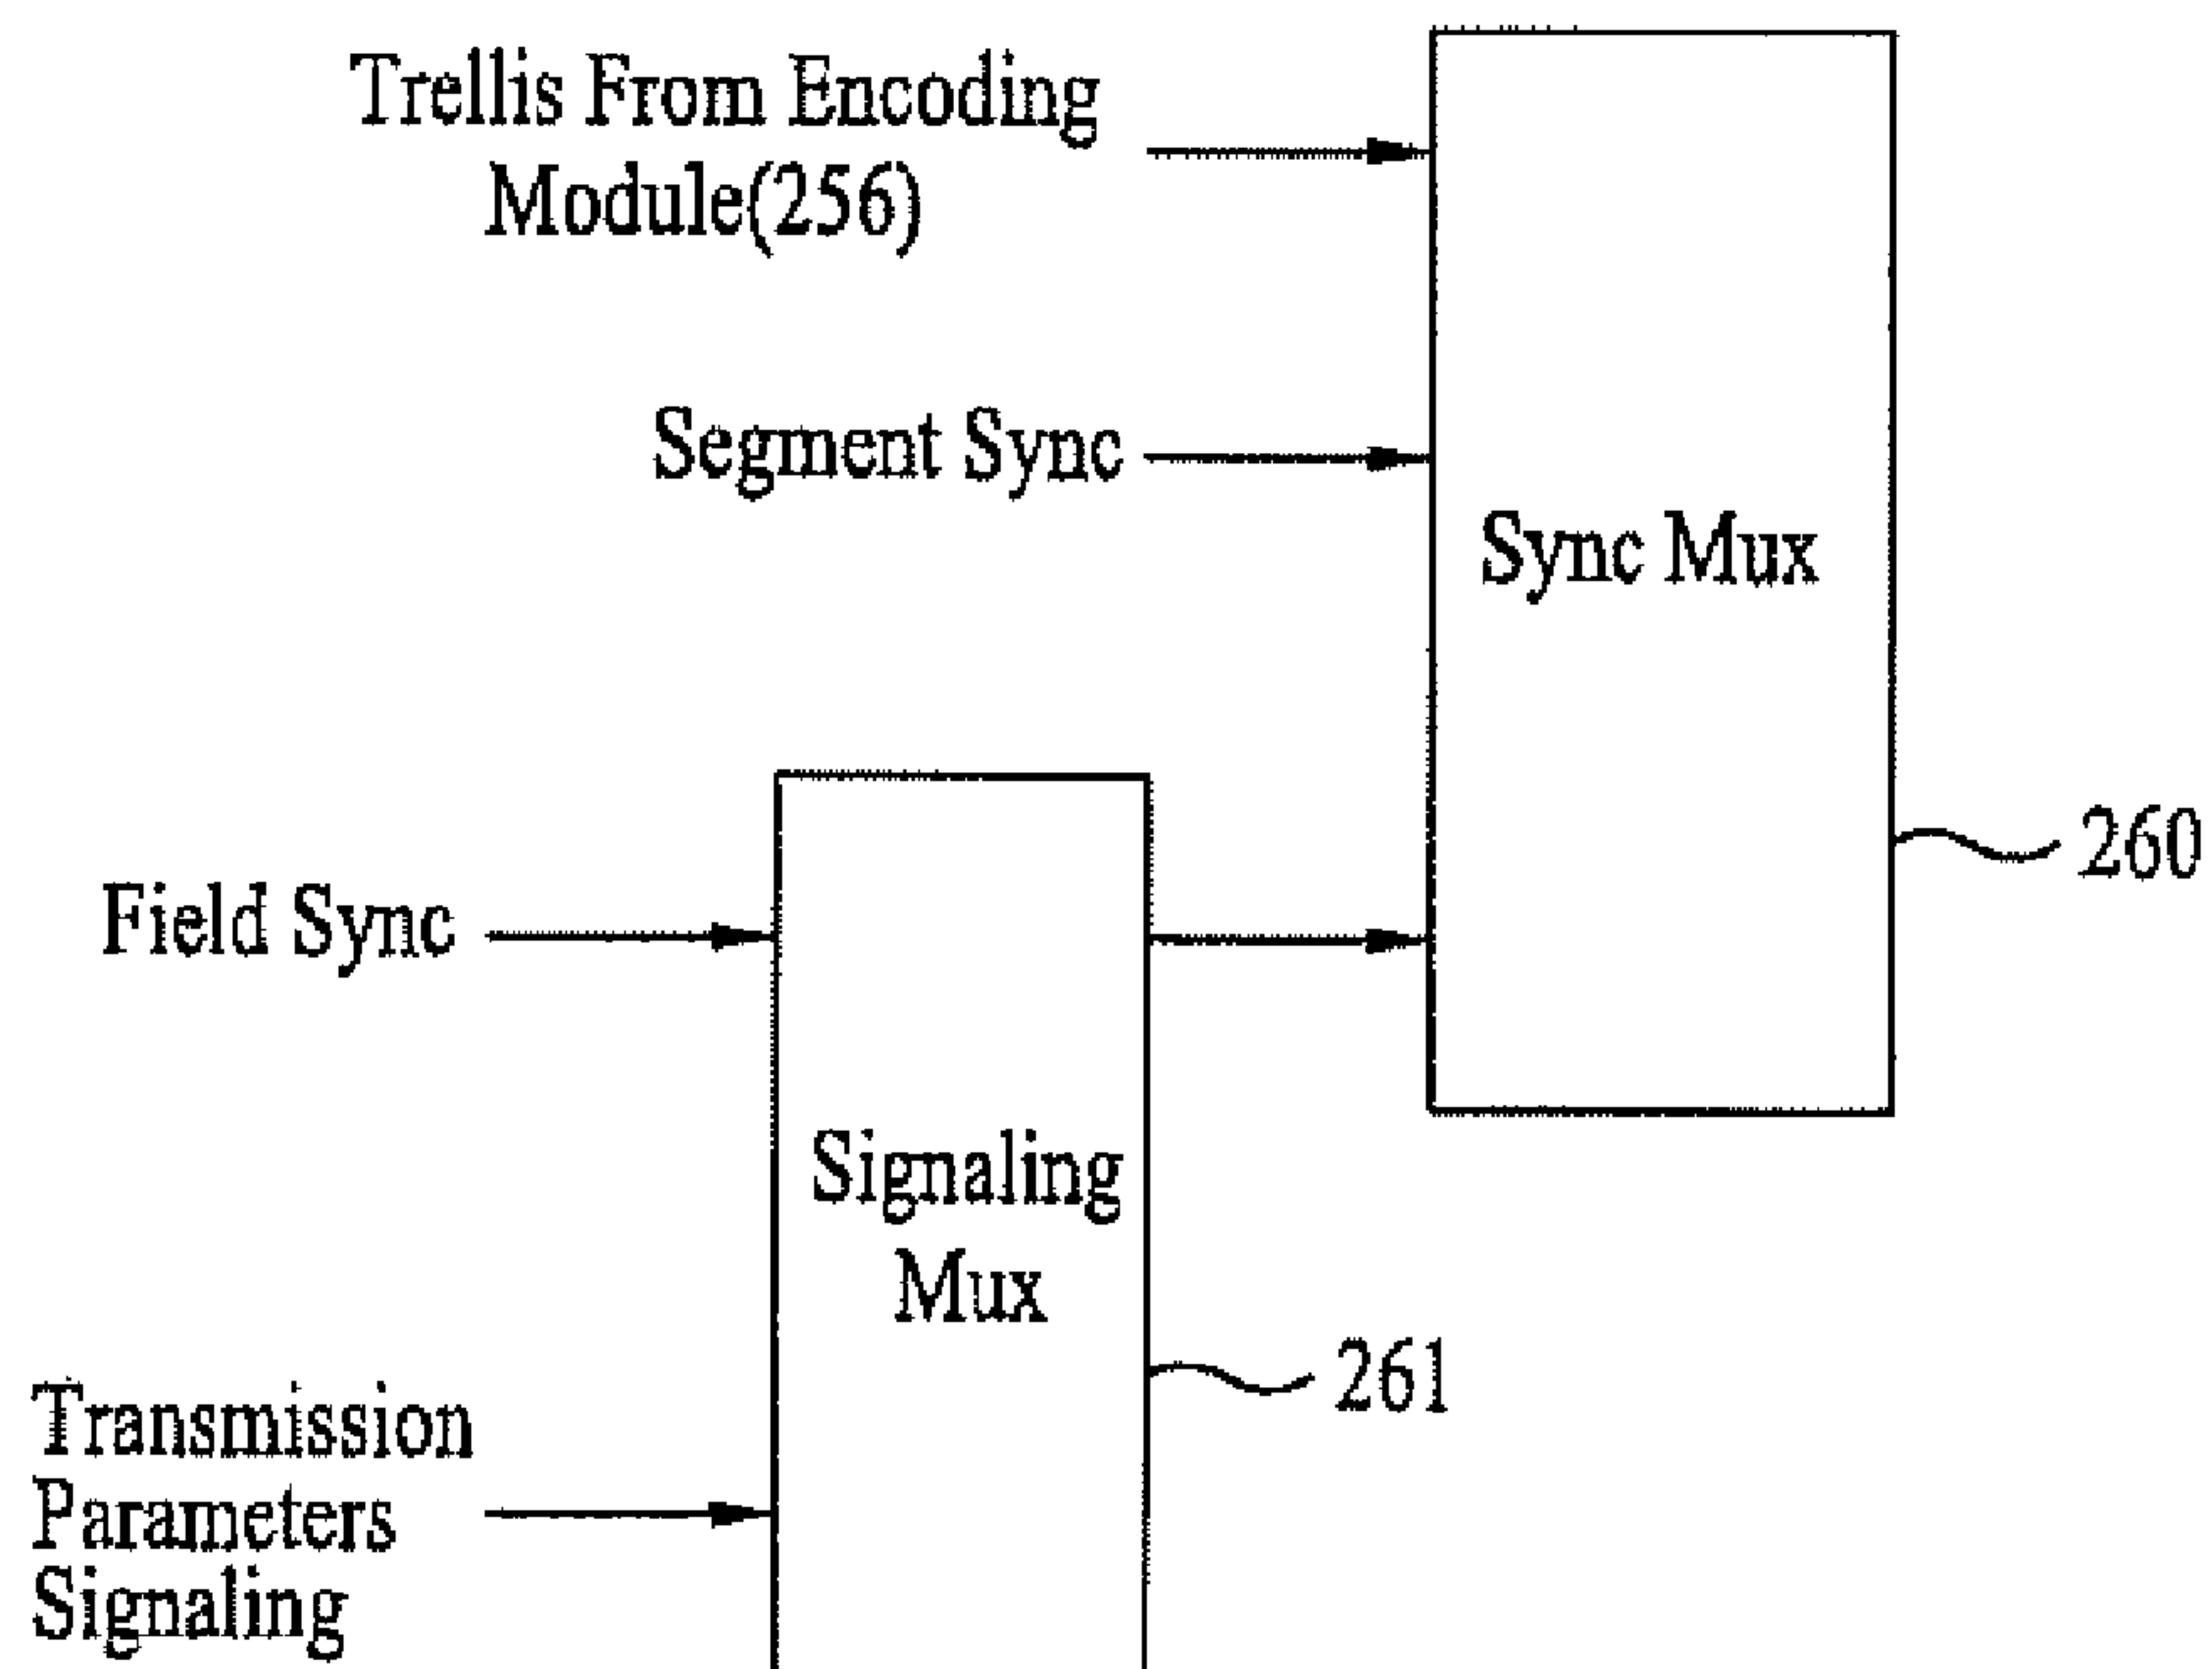 Trellis From Encoding
Module(256)
Segment Sync
Sync Mux
260
Field Sync
Signaling
Mux
261
Transmission
Parameters
Signaling